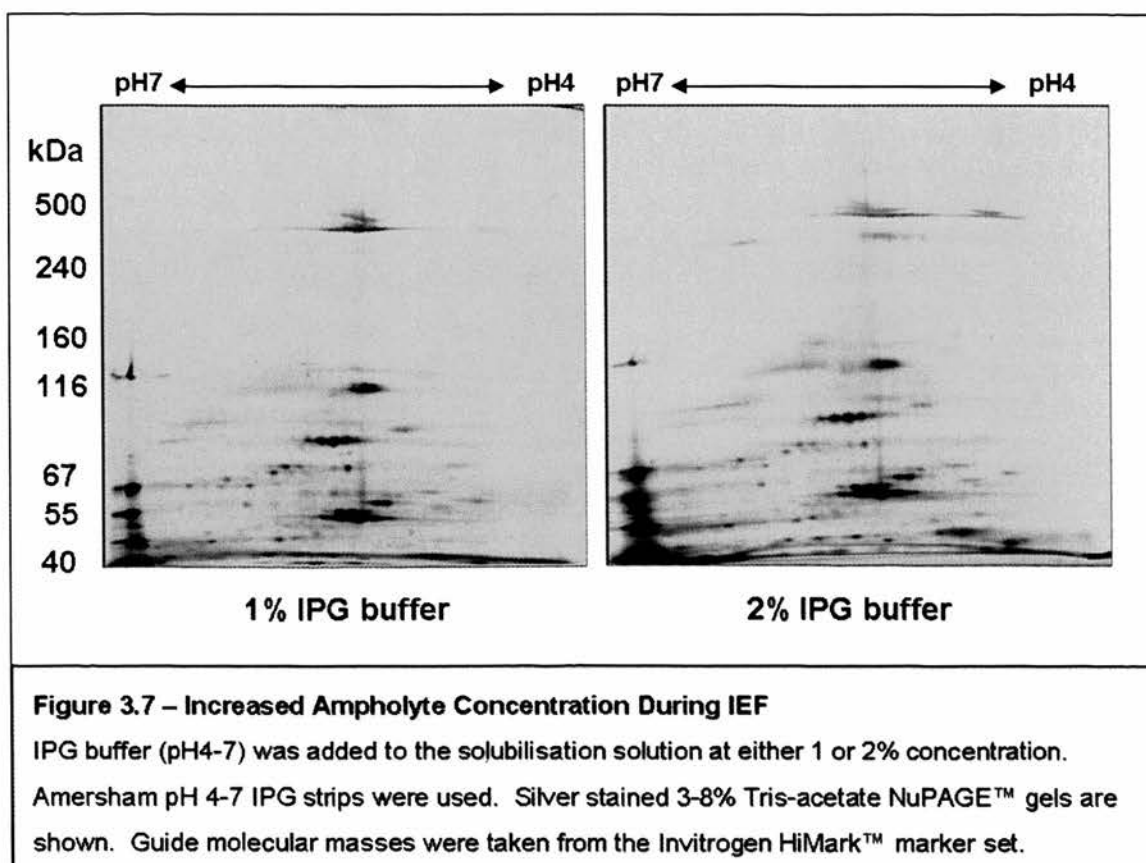 pH7 pH4 pH7 pH4
kDa
500
240
160
116
67
55
40
1% IPG buffer 2% IPG buffer
Figure 3.7 – Increased Ampholyte Concentration During IEF
IPG buffer (pH4-7) was added to the solubilisation solution at either 1 or 2% concentration.
Amersham pH 4-7 IPG strips were used. Silver stained 3-8% Tris-acetate NuPAGE™ gels are
shown. Guide molecular masses were taken from the Invitrogen HiMark™ marker set.